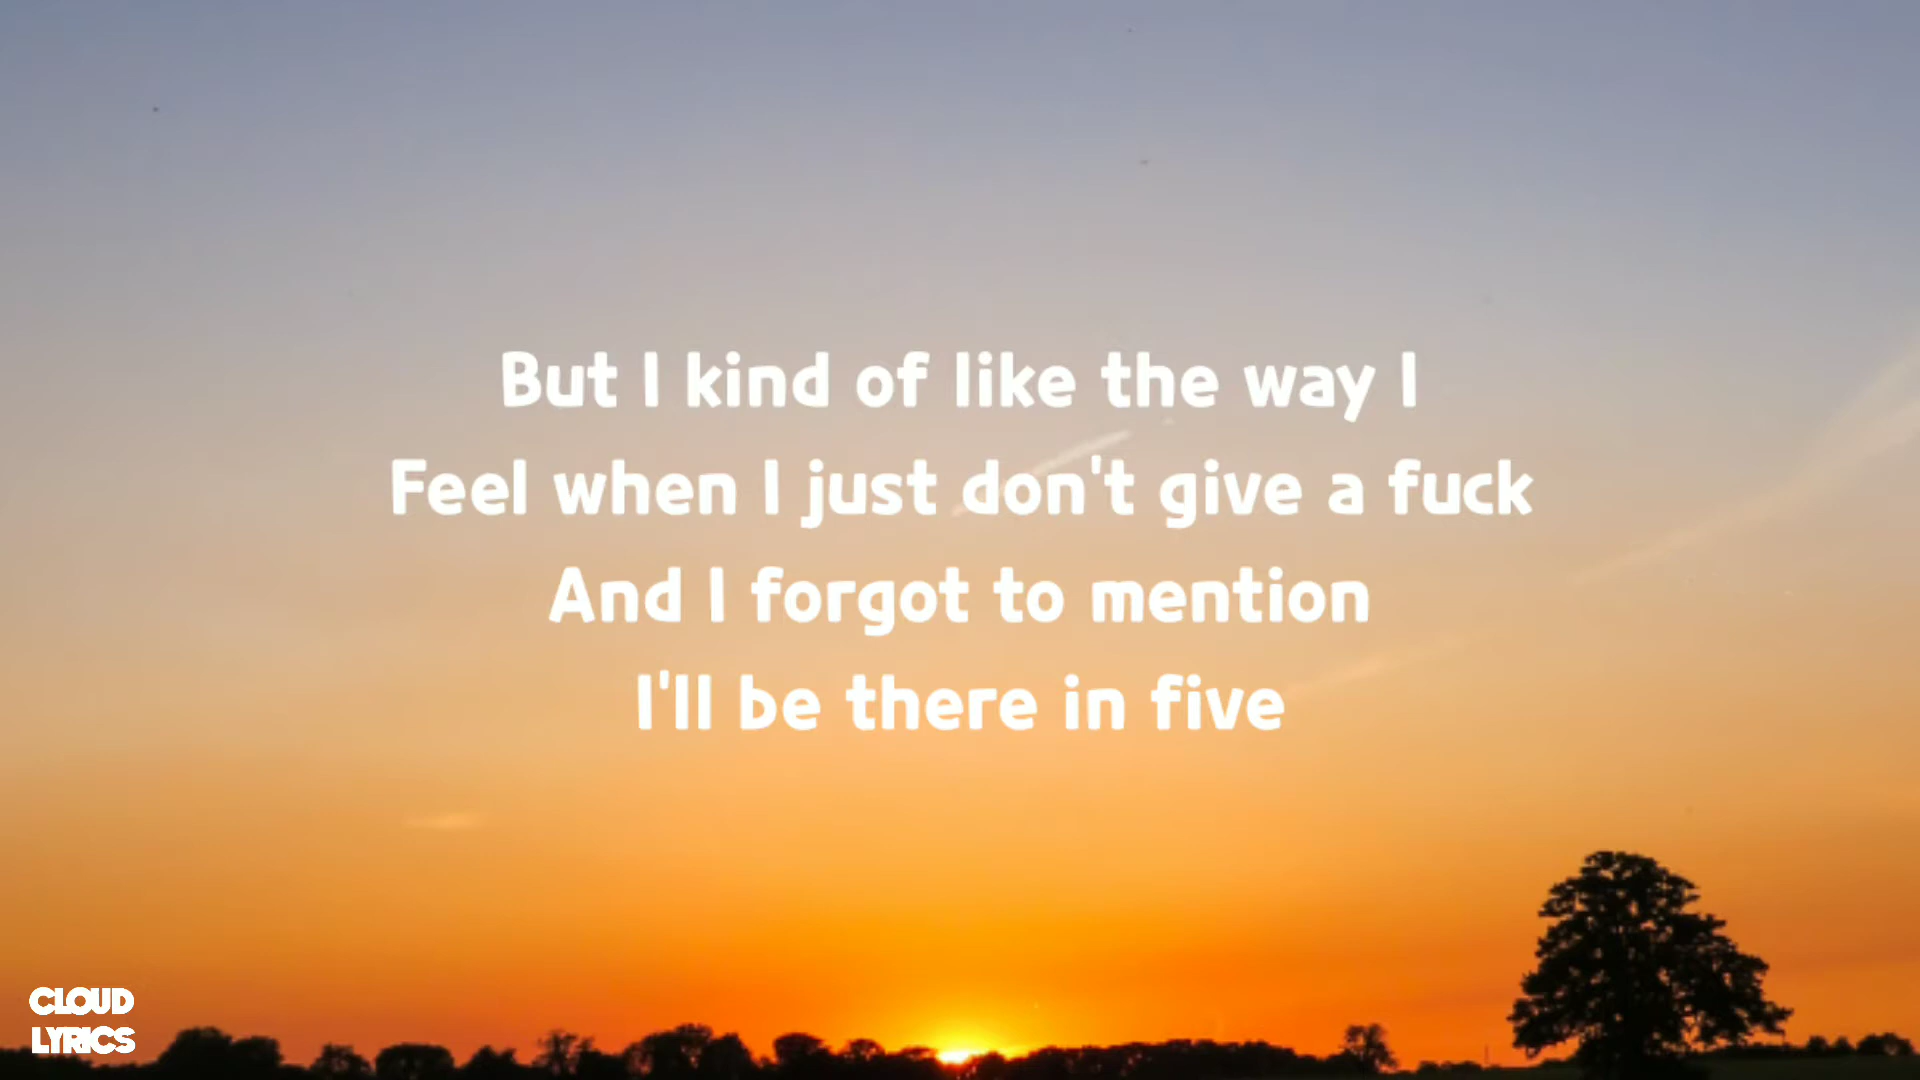 But I kind of like the way I
Feel when I just don't give a fuck
And I forgot to mention
I'll be there in five
CLOUD
LYRICS